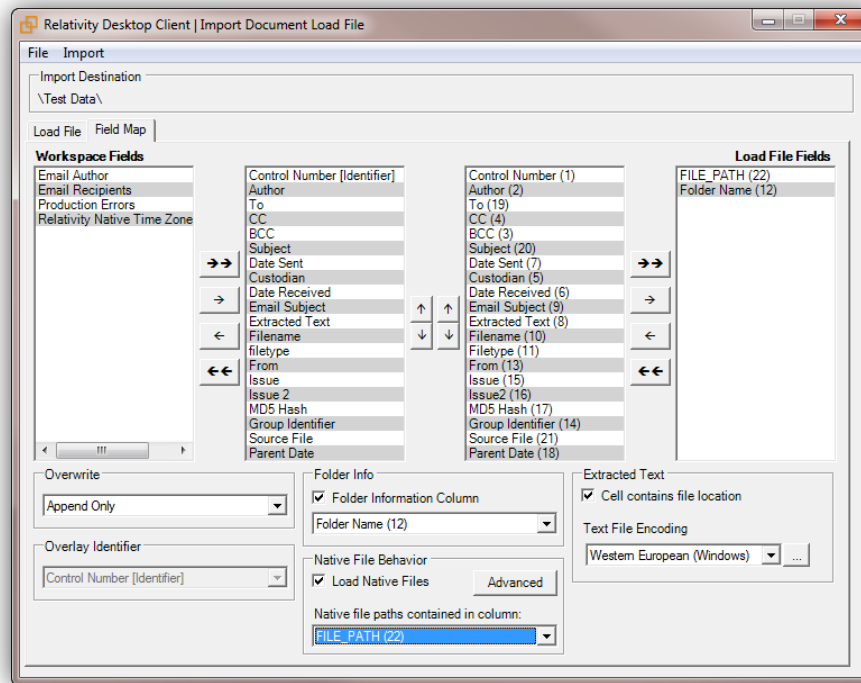 Relativity Desktop Client | Import Document Load File
File Import
Import Destination
\Test Data\
Load File Field Map
Workspace Fields
Email Author
Email Recipients
Production Errors
Relativity Native Time Zone
Control Number [Identifier]
Author
To
CC
BCC
Subject
Date Sent
Custodian
Date Received
Email Subject
Extracted Text
Filename
filetype
From
Issue
Issue 2
MD5 Hash
Group Identifier
Source File
Parent Date
Control Number (1)
Author (2)
To (19)
CC (4)
BCC (3)
Subject (20)
Date Sent (7)
Custodian (5)
Date Received (6)
Email Subject (9)
Extracted Text (8)
Filename (10)
Filetype (11)
From (13)
Issue (15)
Issue2 (16)
MD5 Hash (17)
Group Identifier (14)
Source File (21)
Parent Date (18)
Load File Fields
FILE_PATH (22)
Folder Name (12)
Overwrite
Append Only
Overlay Identifier
Control Number [Identifier]
Folder Info
Folder Information Column
Folder Name (12)
Native File Behavior
Load Native Files
Advanced
Native file paths contained in column:
FILE_PATH (22)
Extracted Text
Cell contains file location
Text File Encoding
Western European (Windows)
...